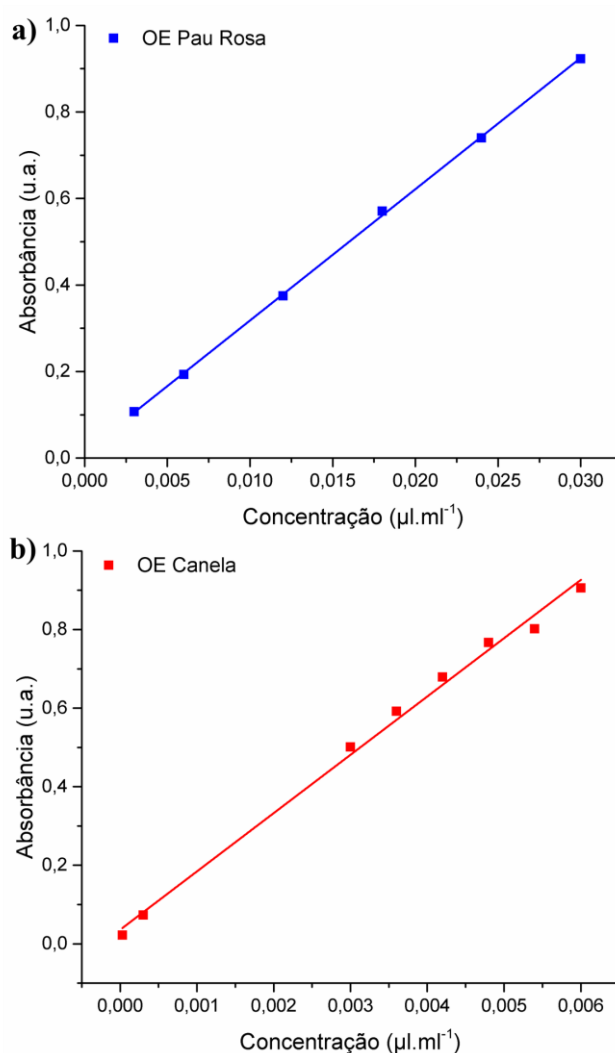 a)
OE Pau Rosa
1,0
0,8
0,6
0,4
0,2
0,0
Absorbância (u.a.)
0,000 0,005 0,010 0,015 0,020 0,025 0,030
Concentração (µl.ml-1)
b)
OE Canela
1,0
0,8
0,6
0,4
0,2
0,0
Absorbância (u.a.)
0,000 0,001 0,002 0,003 0,004 0,005 0,006
Concentração (µl.ml-1)